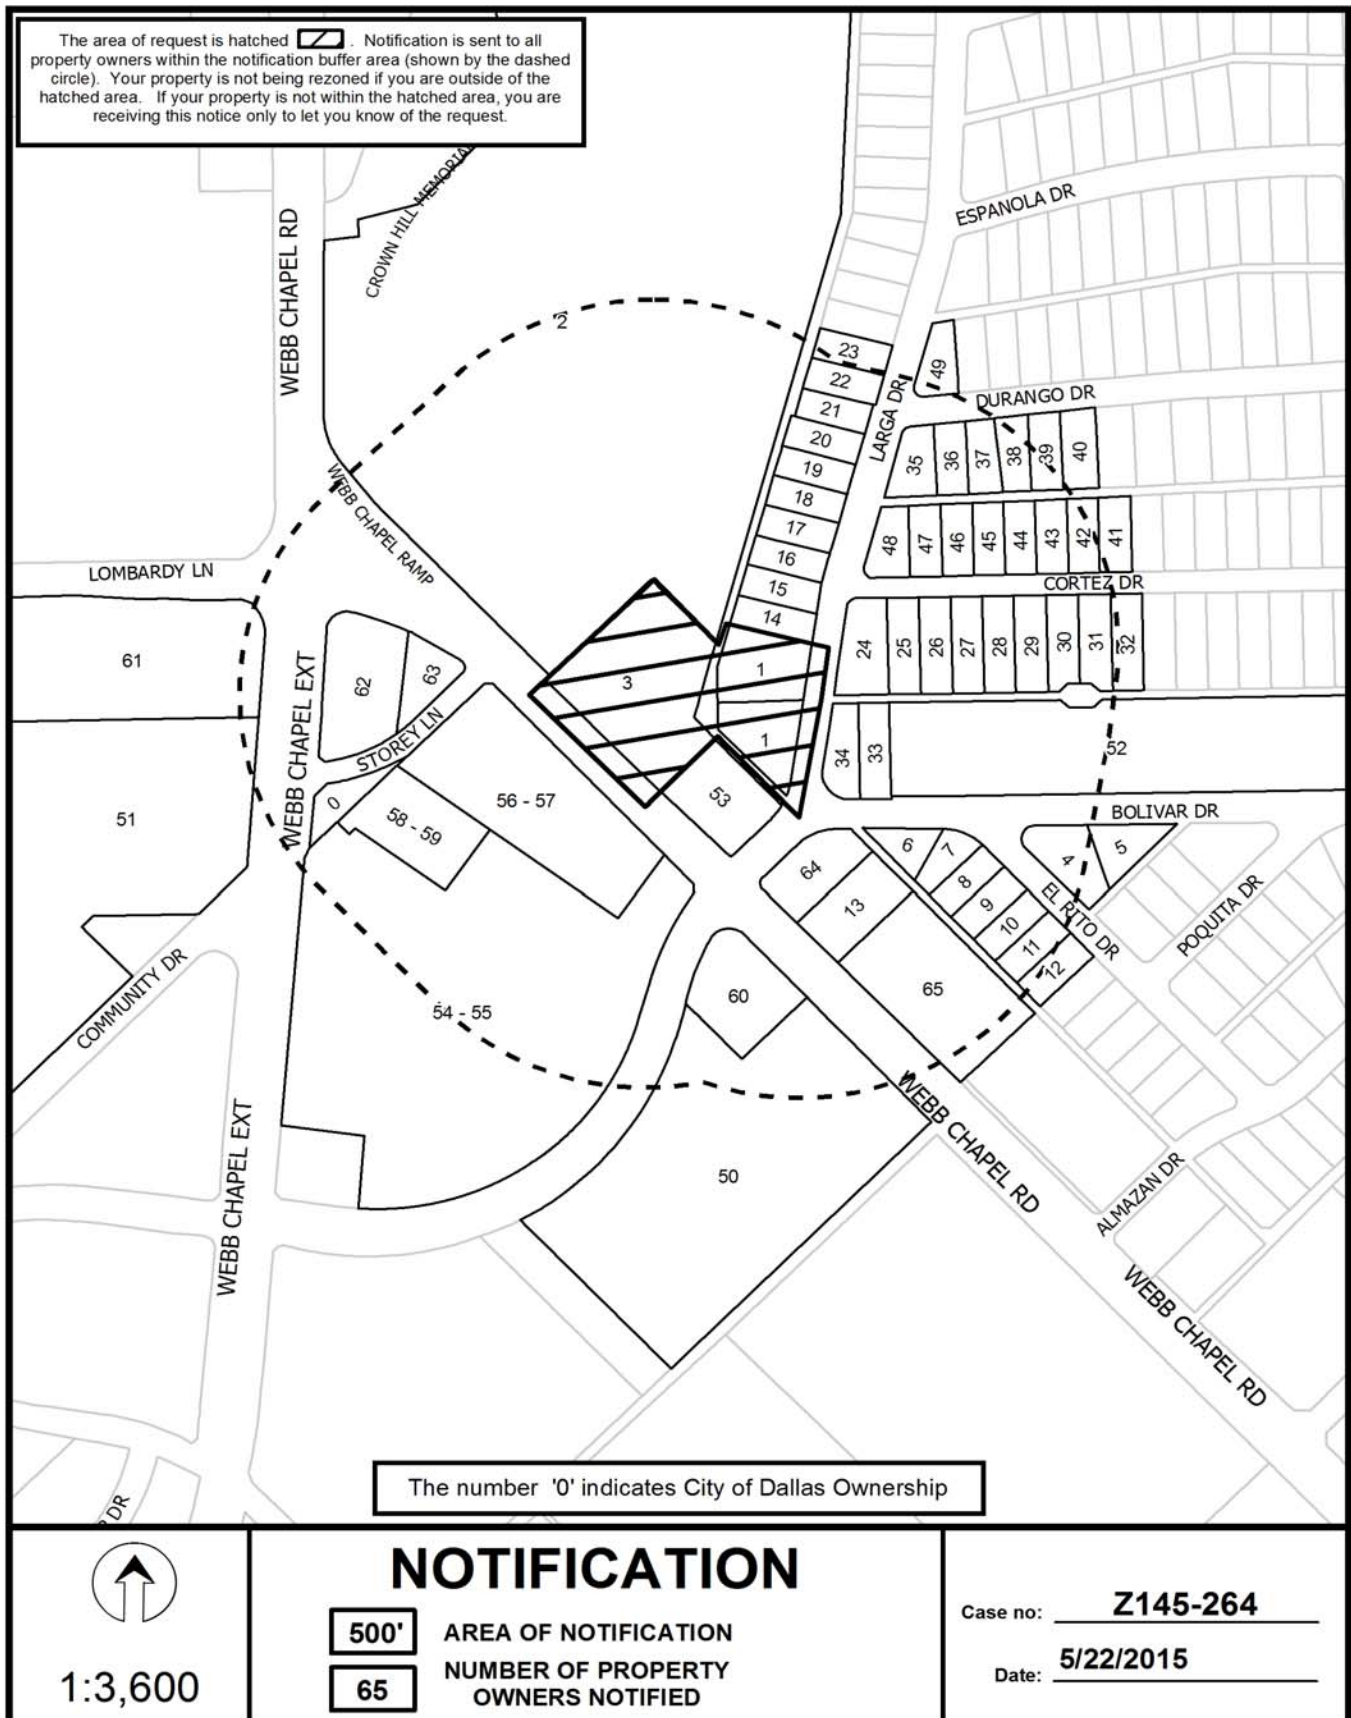 The area of request is hatched . Notification is sent to all
property owners within the notification buffer area (shown by the dashed
circle). Your property is not being rezoned if you are outside of the
hatched area. If your property is not within the hatched area, you are
receiving this notice only to let you know of the request.
CROWN HILL MEMORIAL
WEBB CHAPEL RD
ESPANOLA DR
2
23
49
22
DURANGO DR
21
LARGA DR
20
35
36
37
38
39
40
19
18
WEBB CHAPEL RAMP
17
48
47
46
45
44
43
42
41
16
LOMBARDY LN
CORTEZ DR
15
14
61
62
63
3
1
24
25
26
27
28
29
30
31
32
WEBB CHAPEL EXT
STOREY LN
1
34
33
52
0
56 - 57
53
51
58 - 59
BOLIVAR DR
6
7
4
5
64
8
13
9
EL RITO DR
POQUITA DR
10
11
12
COMMUNITY DR
54 - 55
60
65
WEBB CHAPEL RD
WEBB CHAPEL EXT
50
ALMAZAN DR
WEBB CHAPEL RD
DR
The number '0' indicates City of Dallas Ownership
1:3,600
NOTIFICATION
500' AREA OF NOTIFICATION
65 NUMBER OF PROPERTY
OWNERS NOTIFIED
Case no: Z145-264
Date: 5/22/2015